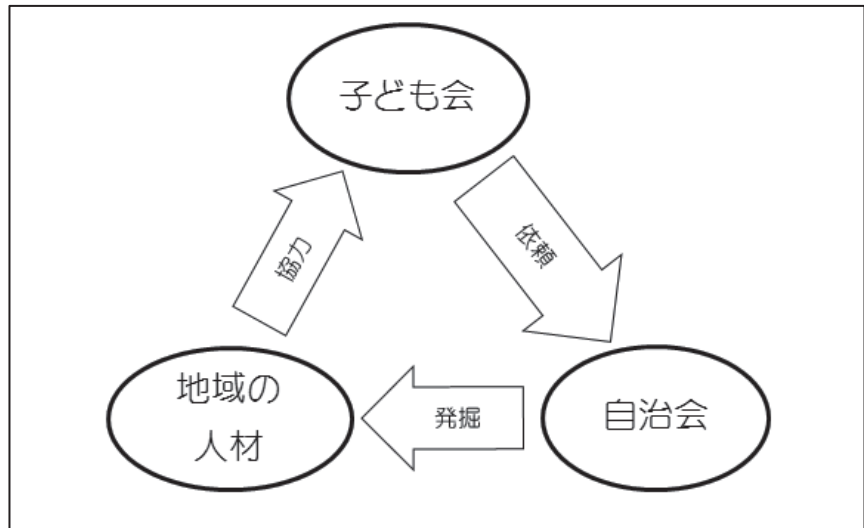 子ども会
協力
依頼
地域の
人材
発掘
自治会